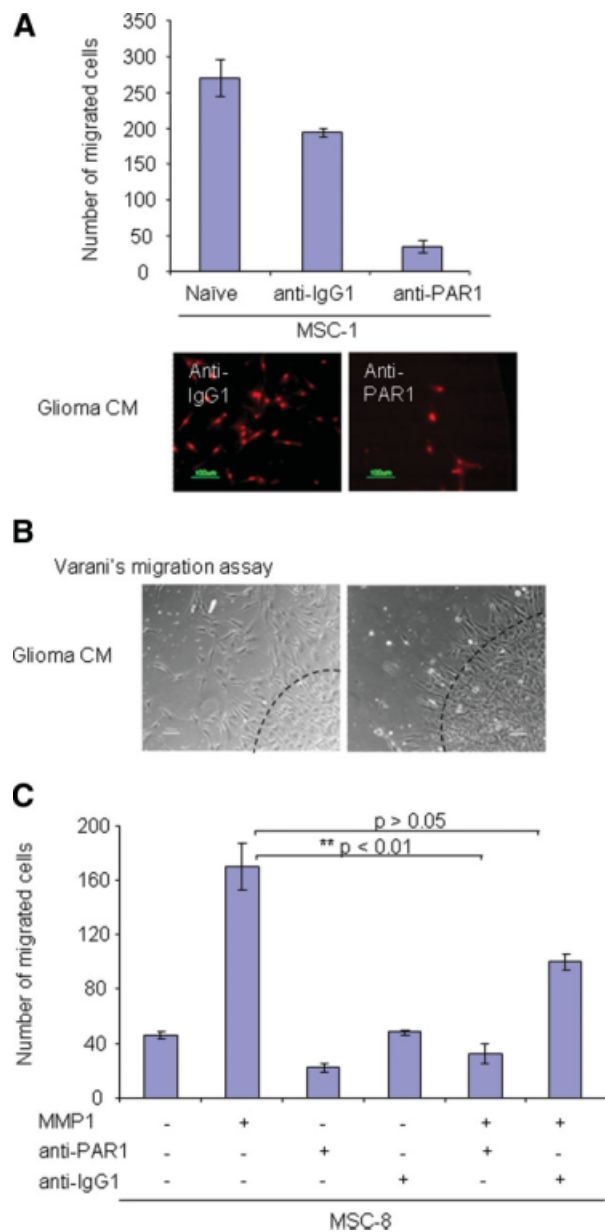 A
Number of migrated cells
350
300
250
200
150
100
50
0
Naïve anti-IgG1 anti-PAR1
MSC-1
Glioma CM
Anti-
IgG1
100um
Anti-
PAR1
100um
B
Varani's migration assay
Glioma CM
C
Number of migrated cells
200
160
120
80
40
0
p > 0.05
** p < 0.01
MMP1 - + - - + +
anti-PAR1 - - + - + -
anti-IgG1 - - - + - +
MSC-8